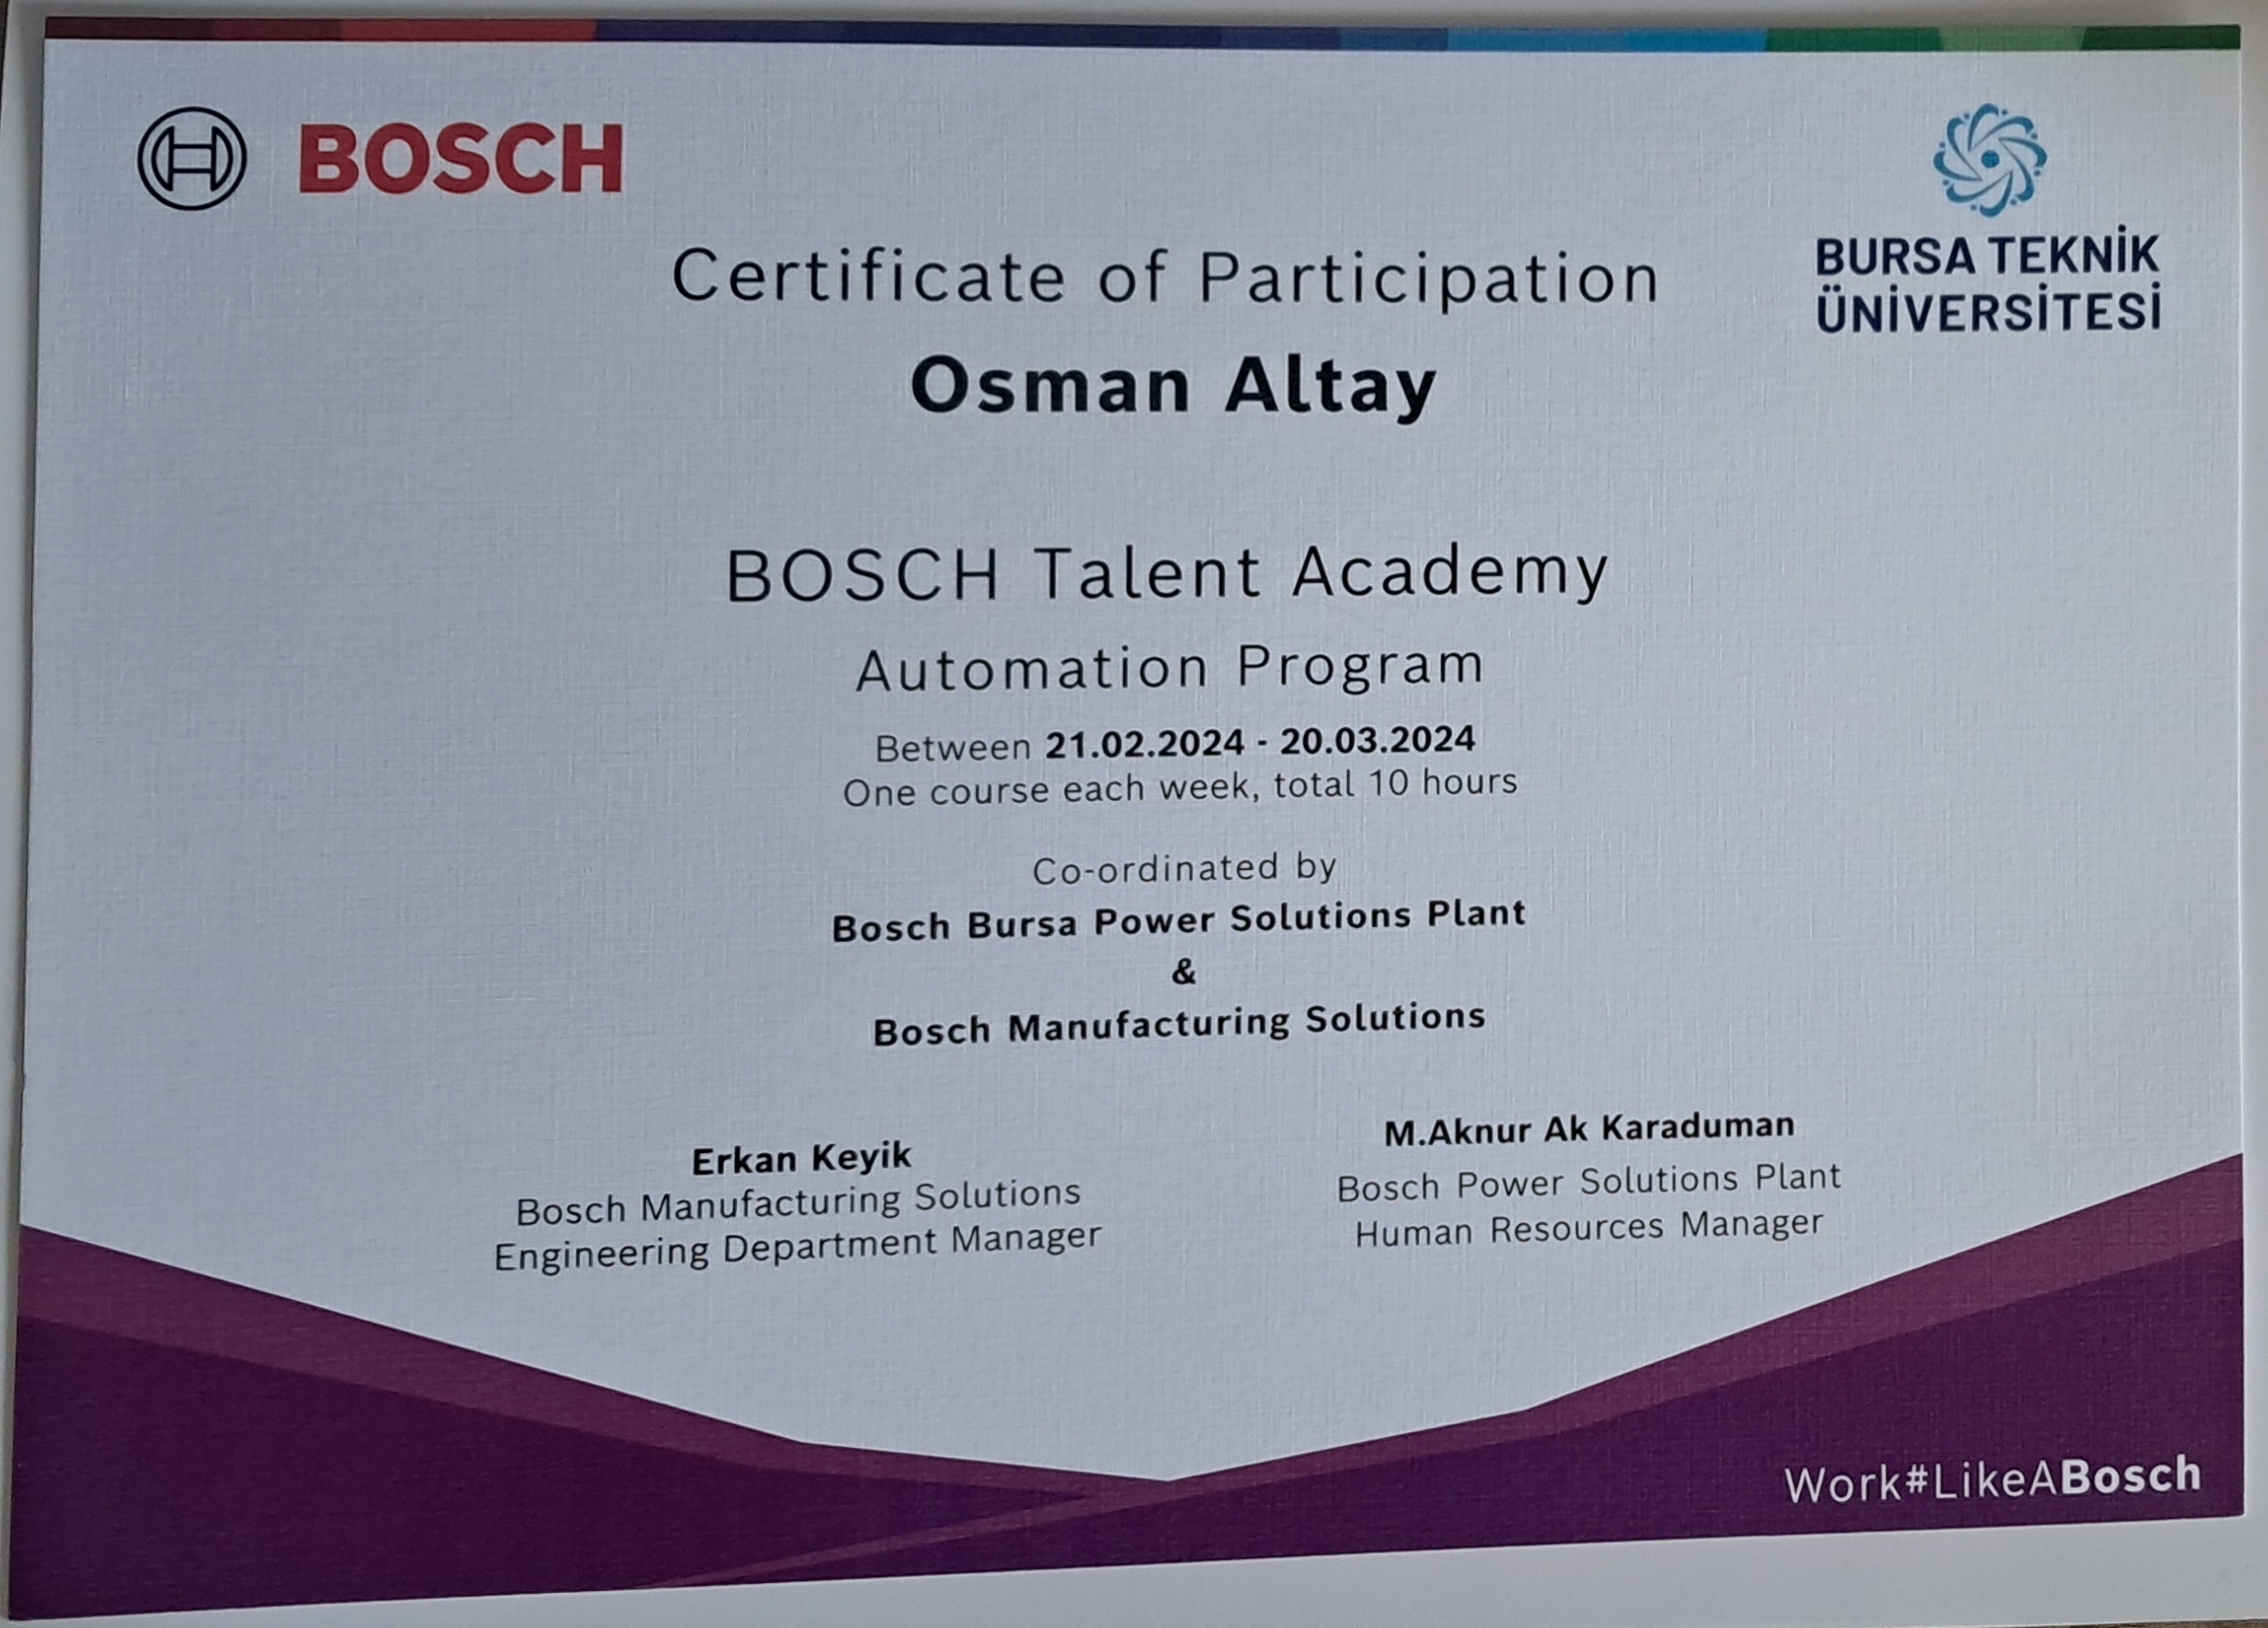 BOSCH
BURSA TEKNİK
ÜNİVERSİTESİ
Certificate of Participation
Osman Altay
BOSCH Talent Academy
Automation Program
Between 21.02.2024 - 20.03.2024
One course each week, total 10 hours
Co-ordinated by
Bosch Bursa Power Solutions Plant
&
Bosch Manufacturing Solutions
Erkan Keyik
Bosch Manufacturing Solutions
Engineering Department Manager
M.Aknur Ak Karaduman
Bosch Power Solutions Plant
Human Resources Manager
Work#LikeABosch